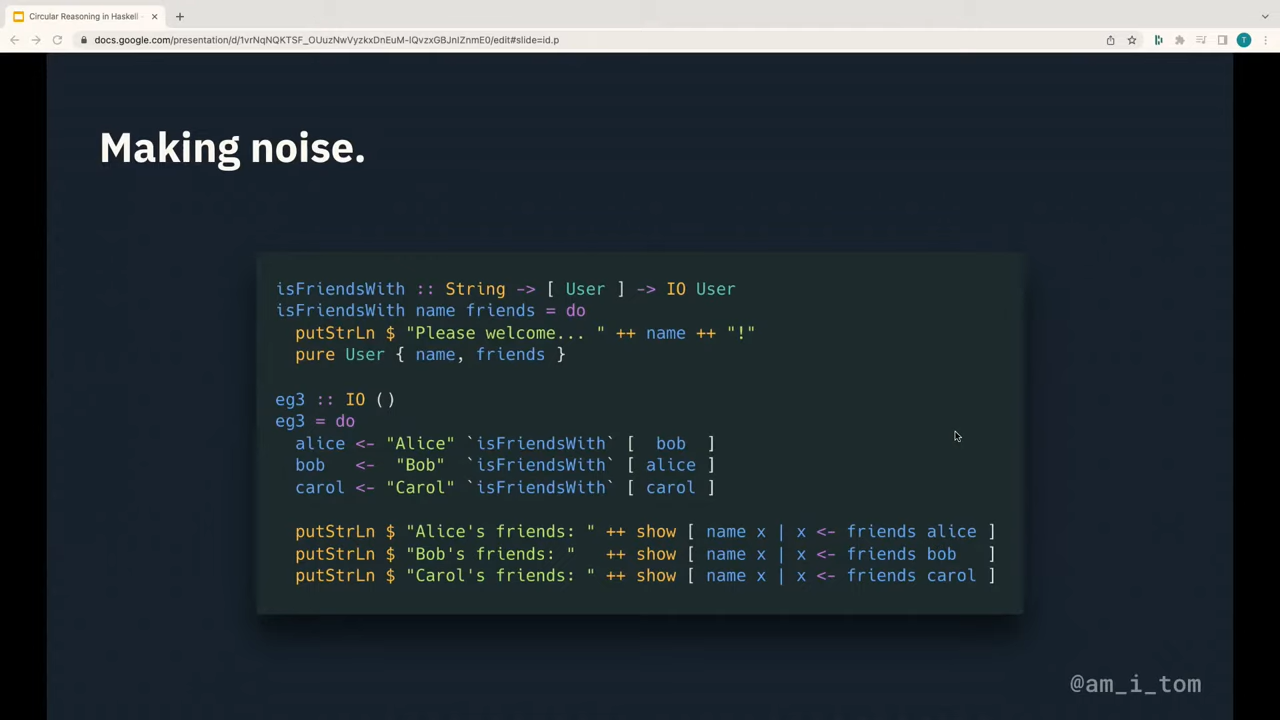 Circular Reasoning in Haskell -
docs.google.com/presentation/d/1vrNqNQKTSF_OUuzNwVyzkxDnEuM-lQvzxGBJnIZnmE0/edit#slide=id.p
T
Making noise.
isFriendsWith :: String -> [ User ] -> IO User
isFriendsWith name friends = do
  putStrLn $ "Please welcome... " ++ name ++ "!"
  pure User { name, friends }
eg3 :: IO ()
eg3 = do
  alice <- "Alice" `isFriendsWith` [  bob  ]
  bob   <-  "Bob"  `isFriendsWith` [ alice ]
  carol <- "Carol" `isFriendsWith` [ carol ]
  putStrLn $ "Alice's friends: " ++ show [ name x | x <- friends alice ]
  putStrLn $ "Bob's friends: "   ++ show [ name x | x <- friends bob   ]
  putStrLn $ "Carol's friends: " ++ show [ name x | x <- friends carol ]
@am_i_tom